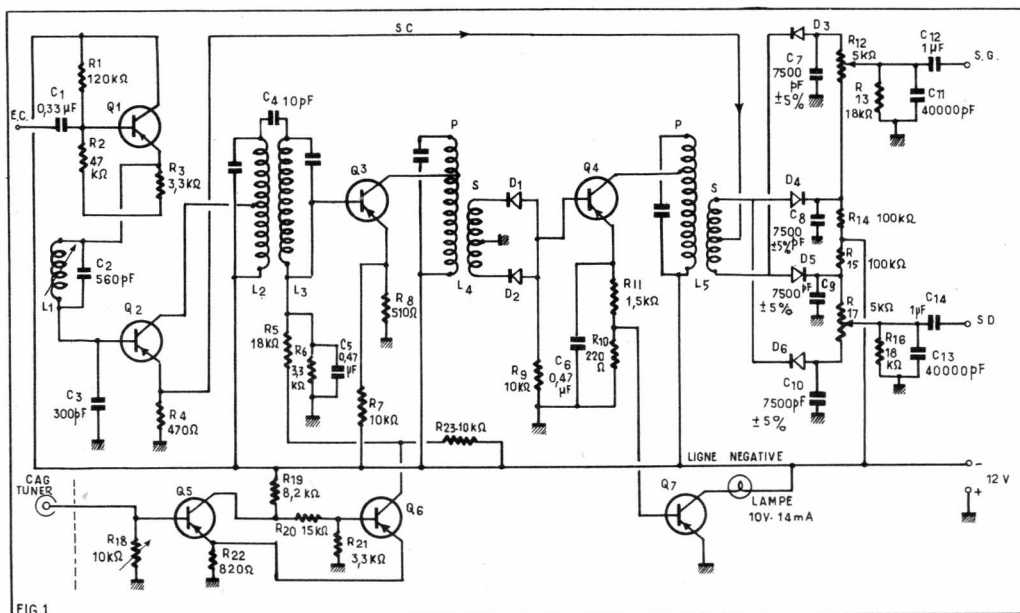 S C
D3
C12
1µF
S.G.
R12
5kΩ
C7
7500
pF
±5%
R
13
18kΩ
C11
40000pF
R1
120kΩ
C1
0,33µF
E.C.
Q1
R2
47
kΩ
R3
3,3kΩ
C4 10pF
Q3
P
S
D1
D2
L4
Q4
P
S
L5
D4
C8
7500
±5%pF
R14 100kΩ
R
15
100kΩ
D5
C9
7500pF
±5%
R
17
5kΩ
C14
1µF
S D
R16
18
kΩ
C13
40000pF
D6
C10
7500pF
±5%
C2
560pF
L1
Q2
L2
L3
C3
300pF
R4
470Ω
R5
18kΩ
R6
3,3
kΩ
C5
0,47
µF
R8
510Ω
R7
10kΩ
R9
10kΩ
R11
1,5kΩ
R10
220
Ω
C6
0,47
µF
R23-10kΩ
LIGNE NEGATIVE
-
+
12 V
CAG
TUNER
Q5
R19
8,2kΩ
Q6
R20 15kΩ
R21
3,3kΩ
R18
10kΩ
R22
820Ω
Q7
LAMPE
10V-14mA
FIG.1